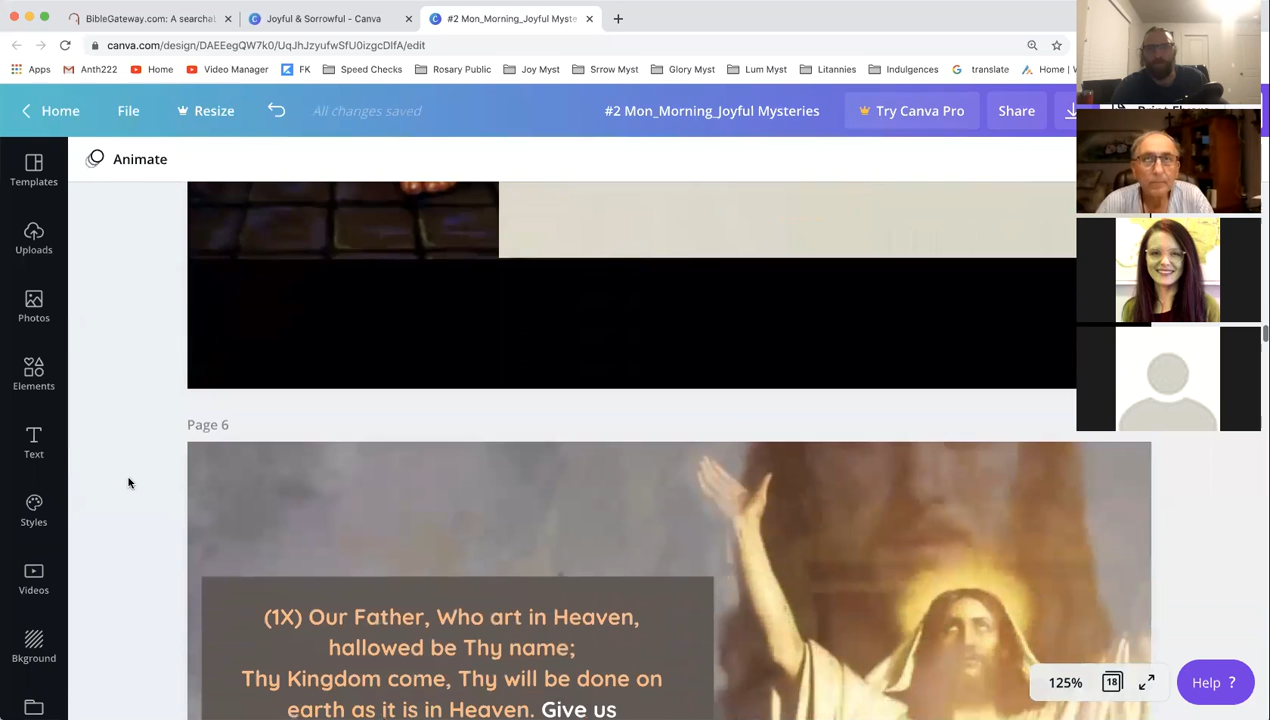 BibleGateway.com: A searchal
Joyful & Sorrowful - Canva
#2 Mon_Morning_Joyful Myste
canva.com/design/DAEEegQW7k0/UqJhJzyufwSfU0izgcDlfA/edit
Apps Anth222 Home Video Manager FK Speed Checks Rosary Public Joy Myst Srrow Myst Glory Myst Lum Myst Litannies Indulgences translate Home | W
Home File Resize All changes saved #2 Mon_Morning_Joyful Mysteries Try Canva Pro Share
Animate
Templates
Uploads
Photos
Elements
Text
Styles
Videos
Bkground
Page 6
(1X) Our Father, Who art in Heaven,
hallowed be Thy name;
Thy Kingdom come, Thy will be done on
earth as it is in Heaven. Give us
125% 18 Help ?